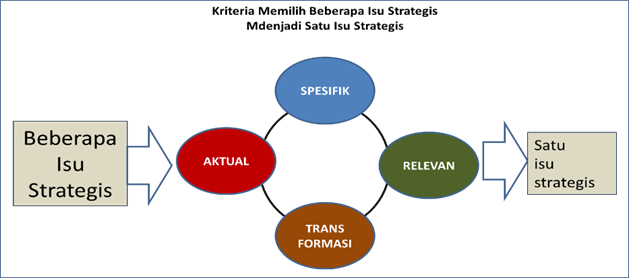 Kriteria Memilih Beberapa Isu Strategis
Mdenjadi Satu Isu Strategis
SPESIFIK
Beberapa
Isu
Strategis
AKTUAL
RELEVAN
Satu
isu
strategis
TRANS
FORMASI